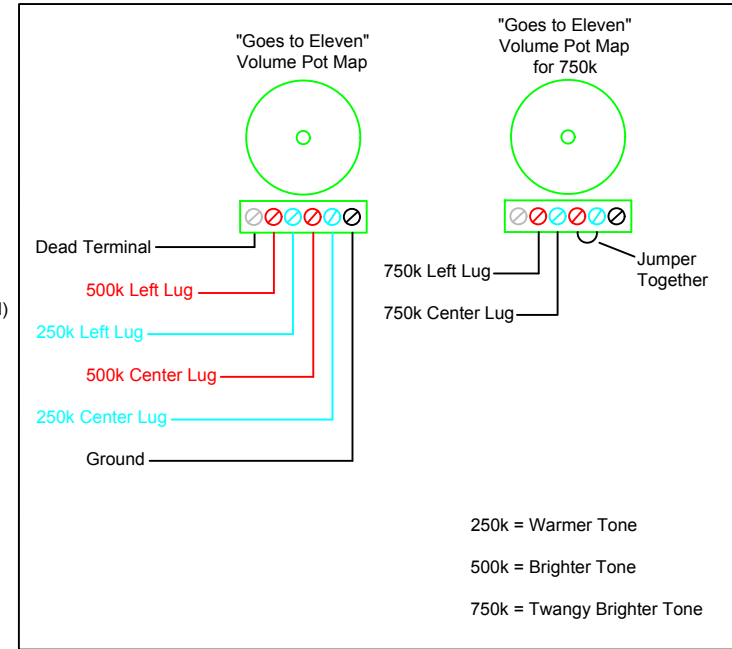 "Goes to Eleven"
Volume Pot Map
"Goes to Eleven"
Volume Pot Map
for 750k
Dead Terminal
500k Left Lug
250k Left Lug
500k Center Lug
250k Center Lug
Ground
750k Left Lug
750k Center Lug
Jumper
Together
250k = Warmer Tone
500k = Brighter Tone
750k = Twangy Brighter Tone